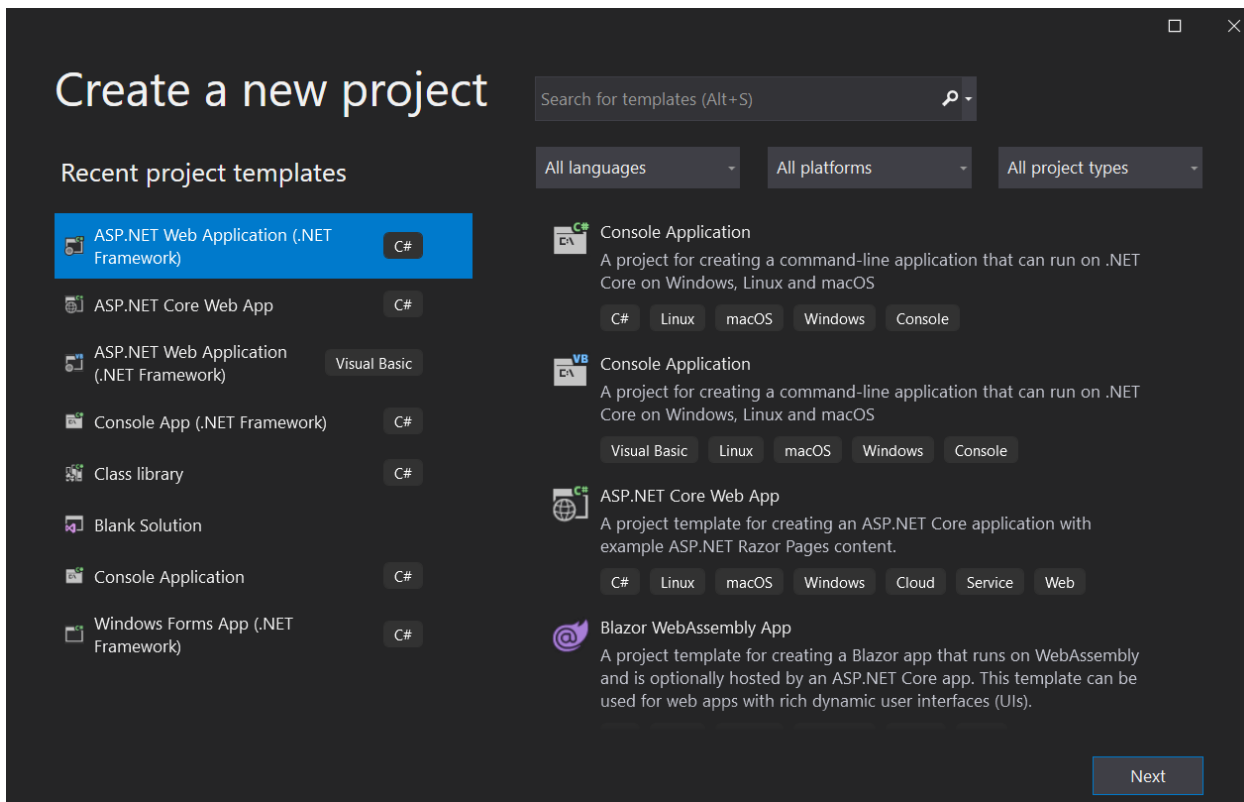 Create a new project
Search for templates (Alt+S)
All languages
All platforms
All project types
Recent project templates
ASP.NET Web Application (.NET
Framework)
C#
ASP.NET Core Web App
C#
ASP.NET Web Application
(.NET Framework)
Visual Basic
Console App (.NET Framework)
C#
Class library
C#
Blank Solution
Console Application
C#
Windows Forms App (.NET
Framework)
C#
C#
Console Application
A project for creating a command-line application that can run on .NET
Core on Windows, Linux and macOS
C# Linux macOS Windows Console
VB
Console Application
A project for creating a command-line application that can run on .NET
Core on Windows, Linux and macOS
Visual Basic Linux macOS Windows Console
C#
ASP.NET Core Web App
A project template for creating an ASP.NET Core application with
example ASP.NET Razor Pages content.
C# Linux macOS Windows Cloud Service Web
Blazor WebAssembly App
A project template for creating a Blazor app that runs on WebAssembly
and is optionally hosted by an ASP.NET Core app. This template can be
used for web apps with rich dynamic user interfaces (UIs).
Next